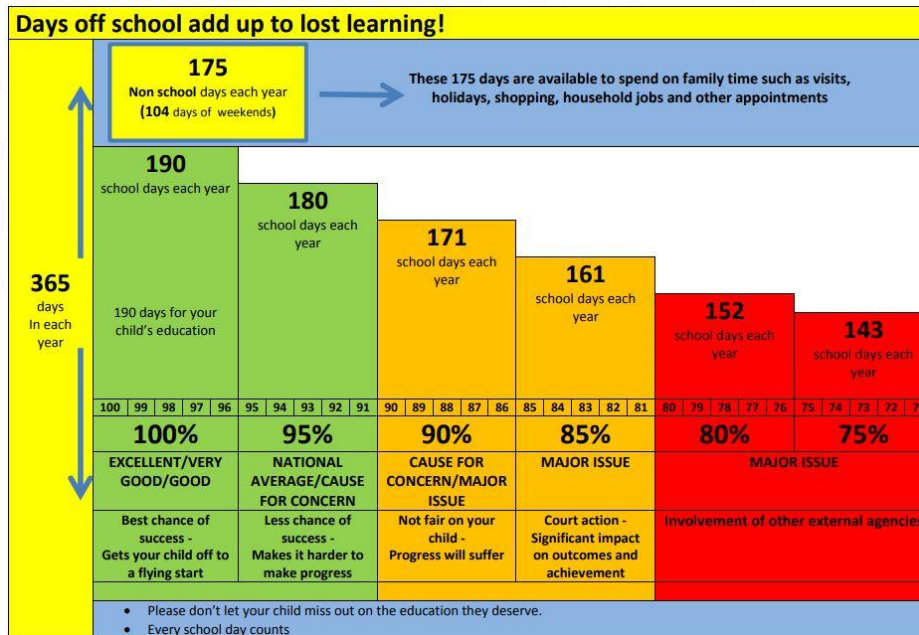 Days off school add up to lost learning!
175
Non school days each year
(104 days of weekends)
These 175 days are available to spend on family time such as visits,
holidays, shopping, household jobs and other appointments
365
days
In each
year
190
school days each year
190 days for your
child's education
180
school days each
year
171
school days each
year
161
school days each
year
152
school days each
year
143
school days each
year
100 99 98 97 96 95 94 93 92 91 90 89 88 87 86 85 84 83 82 81 80 79 78 77 76 75 74 73 72
100% 95% 90% 85% 80% 75%
EXCELLENT/VERY
GOOD/GOOD
NATIONAL
AVERAGE/CAUSE
FOR CONCERN
CAUSE FOR
CONCERN/MAJOR
ISSUE
MAJOR ISSUE
MAJOR ISSUE
Best chance of
success -
Gets your child off to
a flying start
Less chance of
success -
Makes it harder to
make progress
Not fair on your
child -
Progress will suffer
Court action -
Significant impact
on outcomes and
achievement
Involvement of other external agencies
• Please don't let your child miss out on the education they deserve.
• Every school day counts